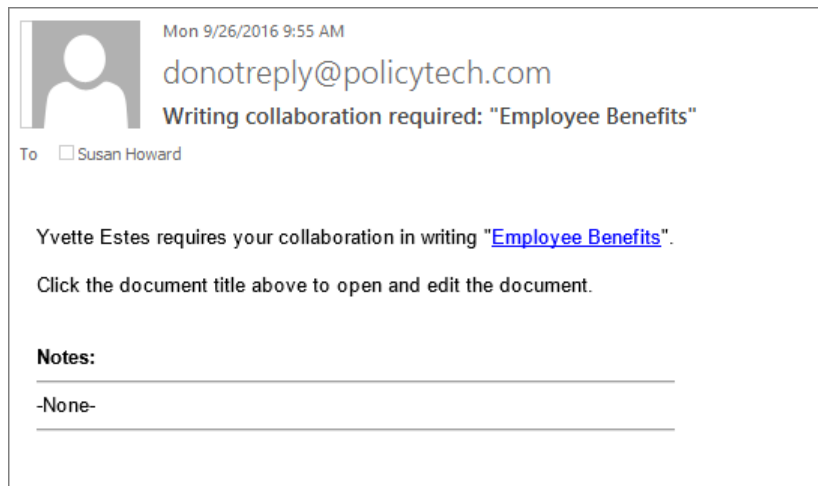 Mon 9/26/2016 9:55 AM
donotreply@policytech.com
Writing collaboration required: "Employee Benefits"
To Susan Howard
Yvette Estes requires your collaboration in writing "Employee Benefits".
Click the document title above to open and edit the document.
Notes:
-None-